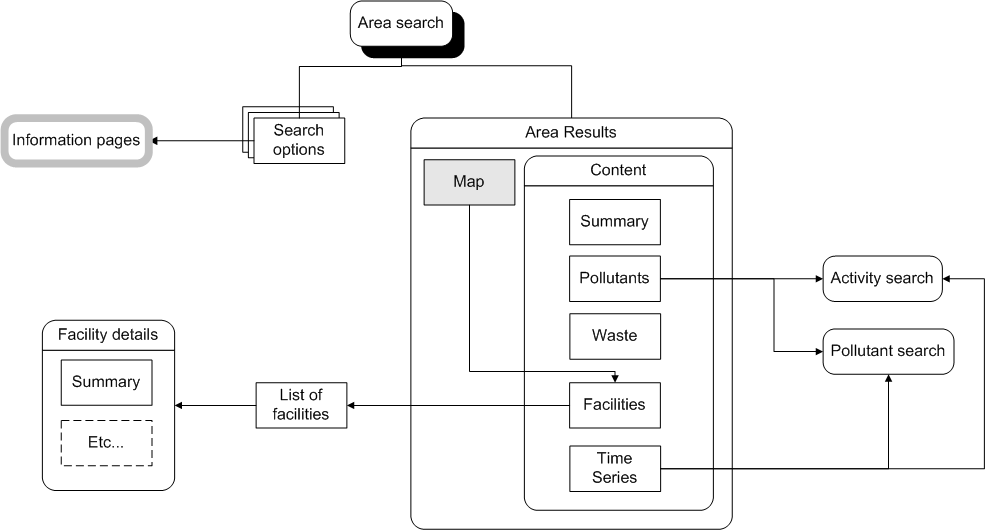 Area search
Information pages
Search
options
Area Results
Map
Content
Summary
Pollutants
Activity search
Waste
Pollutant search
Facility details
Summary
List of
facilities
Facilities
Etc...
Time
Series